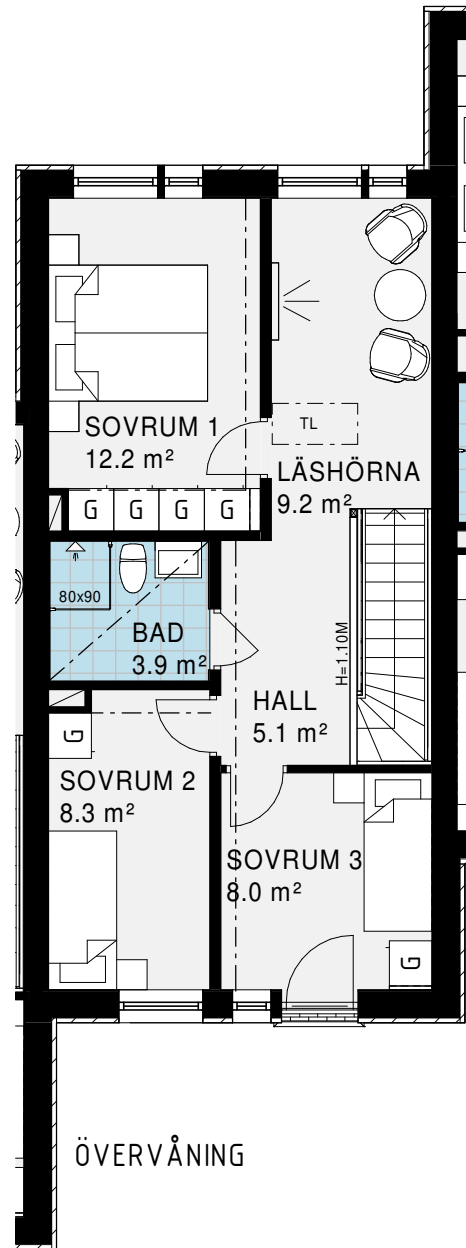 SOVRUM 1
12.2 m²
TL
LÄSHÖRNA
9.2 m²
G G G G
80x90
BAD
3.9 m²
H=1.10M
HALL
5.1 m²
G
SOVRUM 2
8.3 m²
SOVRUM 3
8.0 m²
G
ÖVERVÅNING